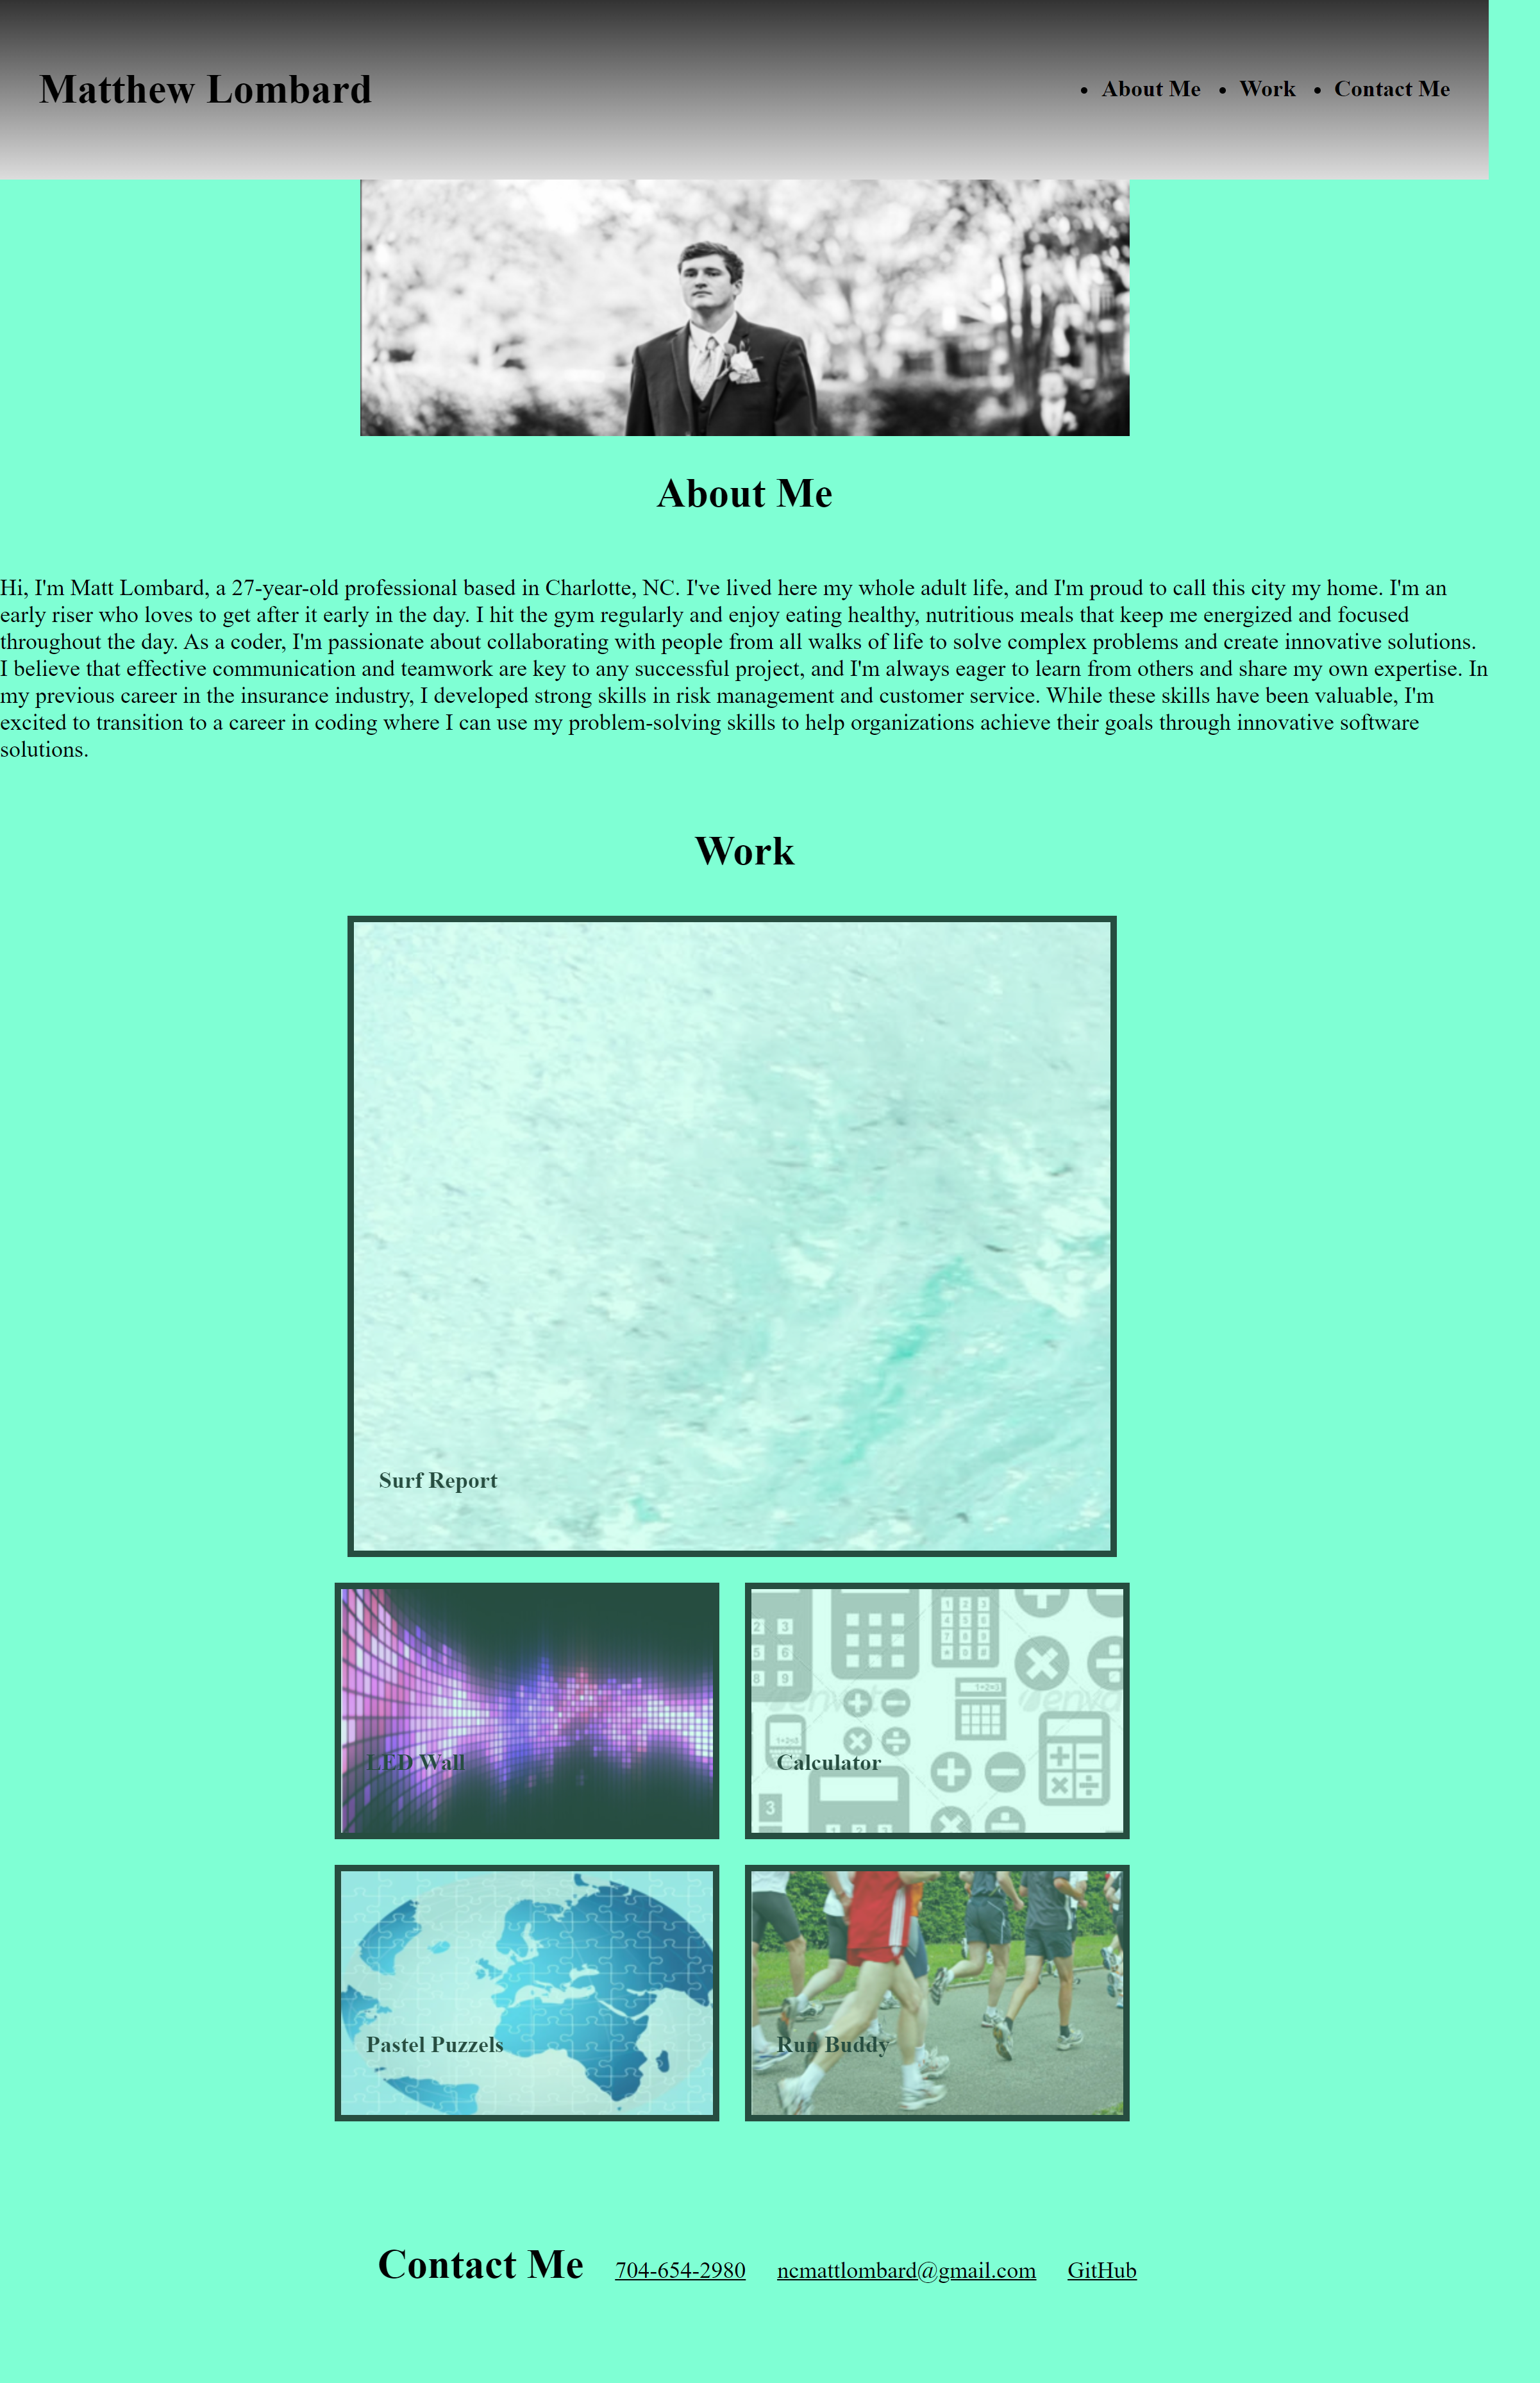 Matthew Lombard
• About Me • Work • Contact Me
About Me
Hi, I'm Matt Lombard, a 27-year-old professional based in Charlotte, NC. I've lived here my whole adult life, and I'm proud to call this city my home. I'm an
early riser who loves to get after it early in the day. I hit the gym regularly and enjoy eating healthy, nutritious meals that keep me energized and focused
throughout the day. As a coder, I'm passionate about collaborating with people from all walks of life to solve complex problems and create innovative solutions.
I believe that effective communication and teamwork are key to any successful project, and I'm always eager to learn from others and share my own expertise. In
my previous career in the insurance industry, I developed strong skills in risk management and customer service. While these skills have been valuable, I'm
excited to transition to a career in coding where I can use my problem-solving skills to help organizations achieve their goals through innovative software
solutions.
Work
Surf Report
LED Wall
Calculator
Pastel Puzzels
Run Buddy
Contact Me 704-654-2980 ncmattlombard@gmail.com GitHub